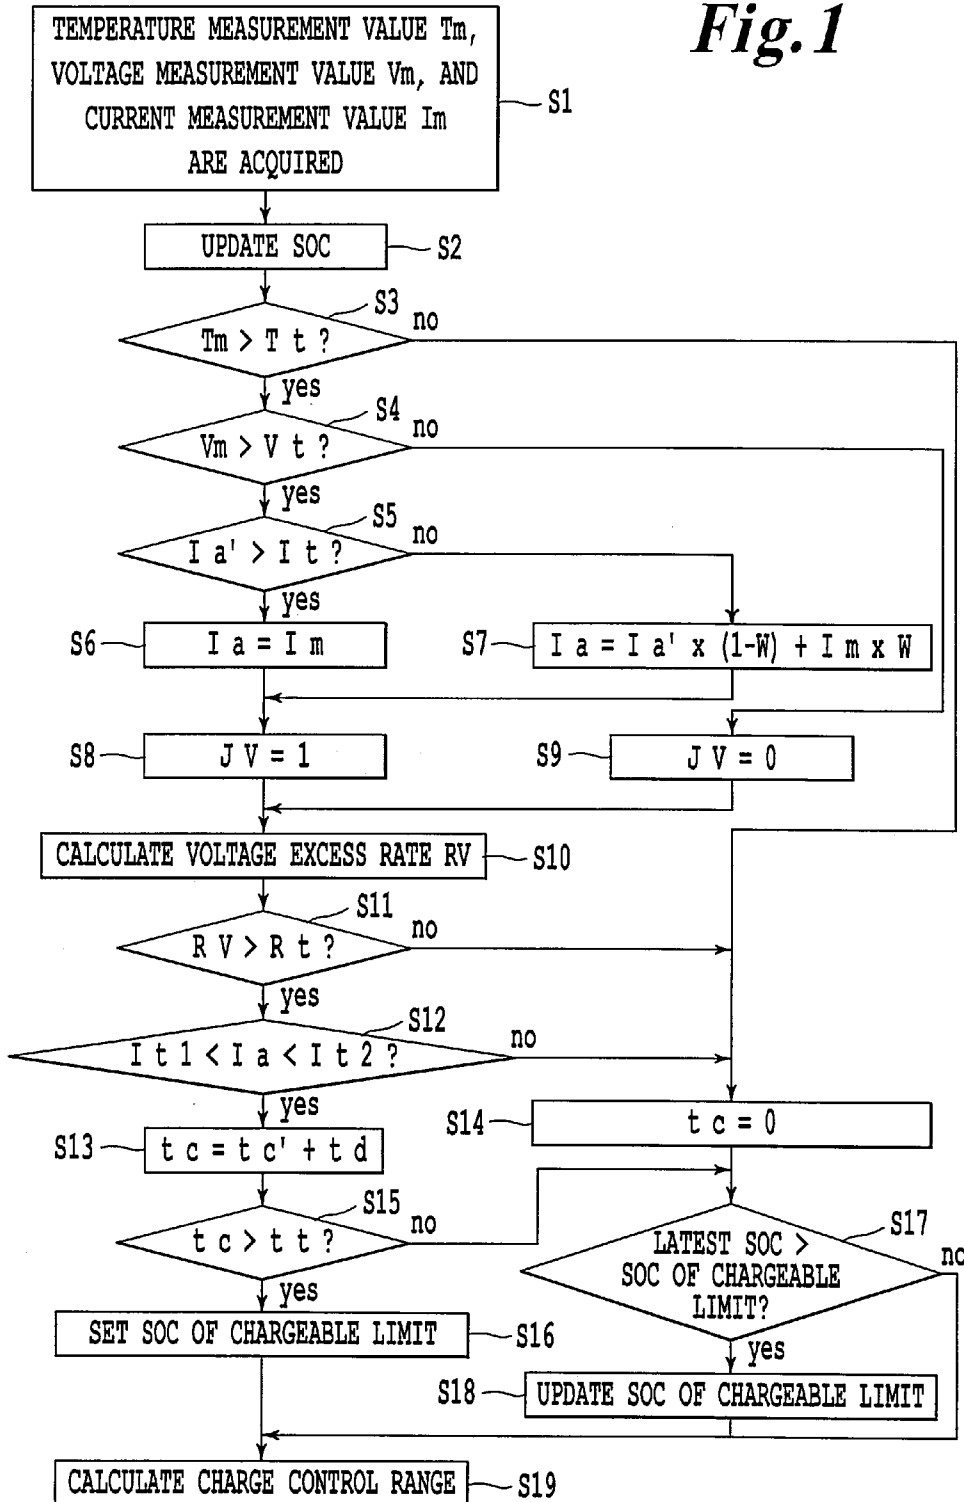 Fig.1
TEMPERATURE MEASUREMENT VALUE Tm,
VOLTAGE MEASUREMENT VALUE Vm, AND
CURRENT MEASUREMENT VALUE Im
ARE ACQUIRED
S1
UPDATE SOC
S2
S3
Tm > T t ?
no
yes
S4
Vm > V t ?
no
yes
S5
I a' > I t ?
no
yes
S6
I a = I m
S7
I a = I a' x (1-W) + I m x W
S8
J V = 1
S9
J V = 0
CALCULATE VOLTAGE EXCESS RATE RV
S10
S11
R V > R t ?
no
yes
S12
I t 1 < I a < I t 2 ?
no
yes
S13
t c = t c' + t d
S14
t c = 0
S15
t c > t t ?
no
yes
S17
LATEST SOC >
SOC OF CHARGEABLE
LIMIT?
no
yes
SET SOC OF CHARGEABLE LIMIT
S16
S18
UPDATE SOC OF CHARGEABLE LIMIT
CALCULATE CHARGE CONTROL RANGE
S19